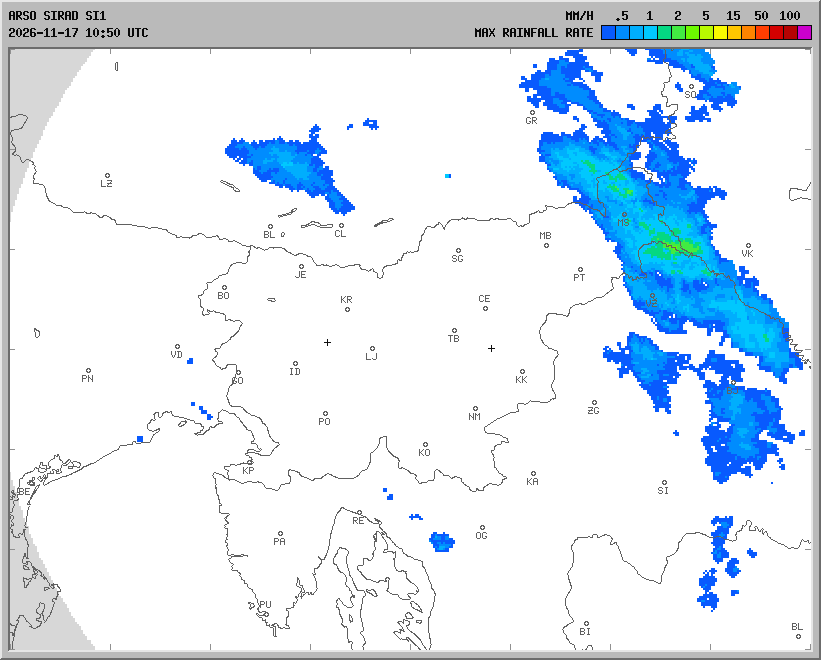 ARSO SIRAD SI1
2026-11-17 10:50 UTC
MM/H .5 1 2 5 15 50 100
MAX RAINFALL RATE
SO
GR
LZ
MS
BL
CL
MB
VK
SG
JE
PT
BO
KR
CE
TB
VD
LJ
PN
GO
ID
KK
ZG
NM
PO
KO
KP
KA
BE
SI
RE
PA
OG
PU
BI
BL